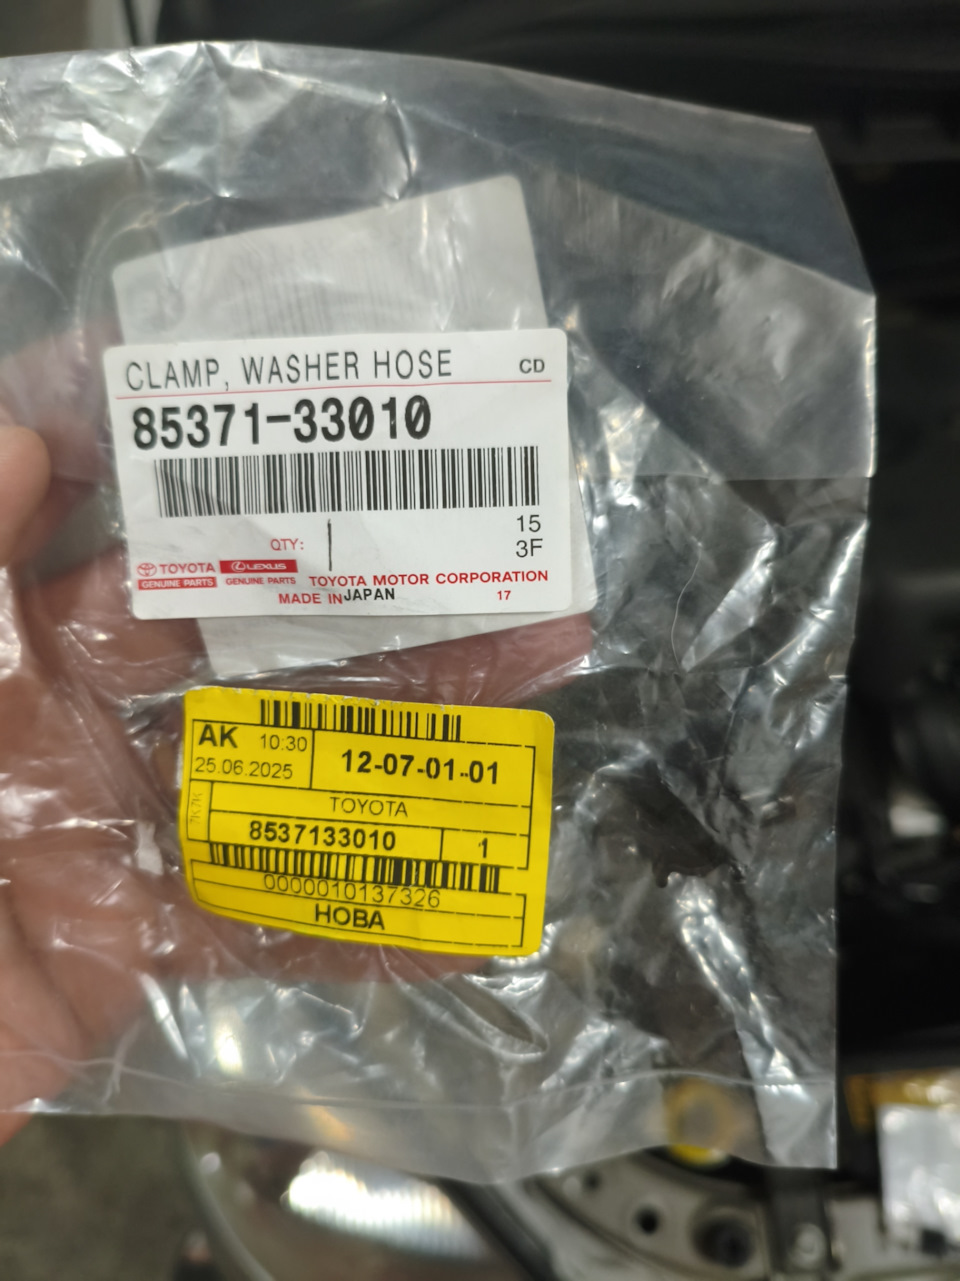 CLAMP, WASHER HOSE CD
85371-33010
15
QTY: 3F
TOYOTA LEXUS
GENUINE PARTS GENUINE PARTS TOYOTA MOTOR CORPORATION
MADE IN JAPAN 17
AK 10:30
25.06.2025
12-07-01-01
TOYOTA
8537133010 1
0000010137326
НОВА